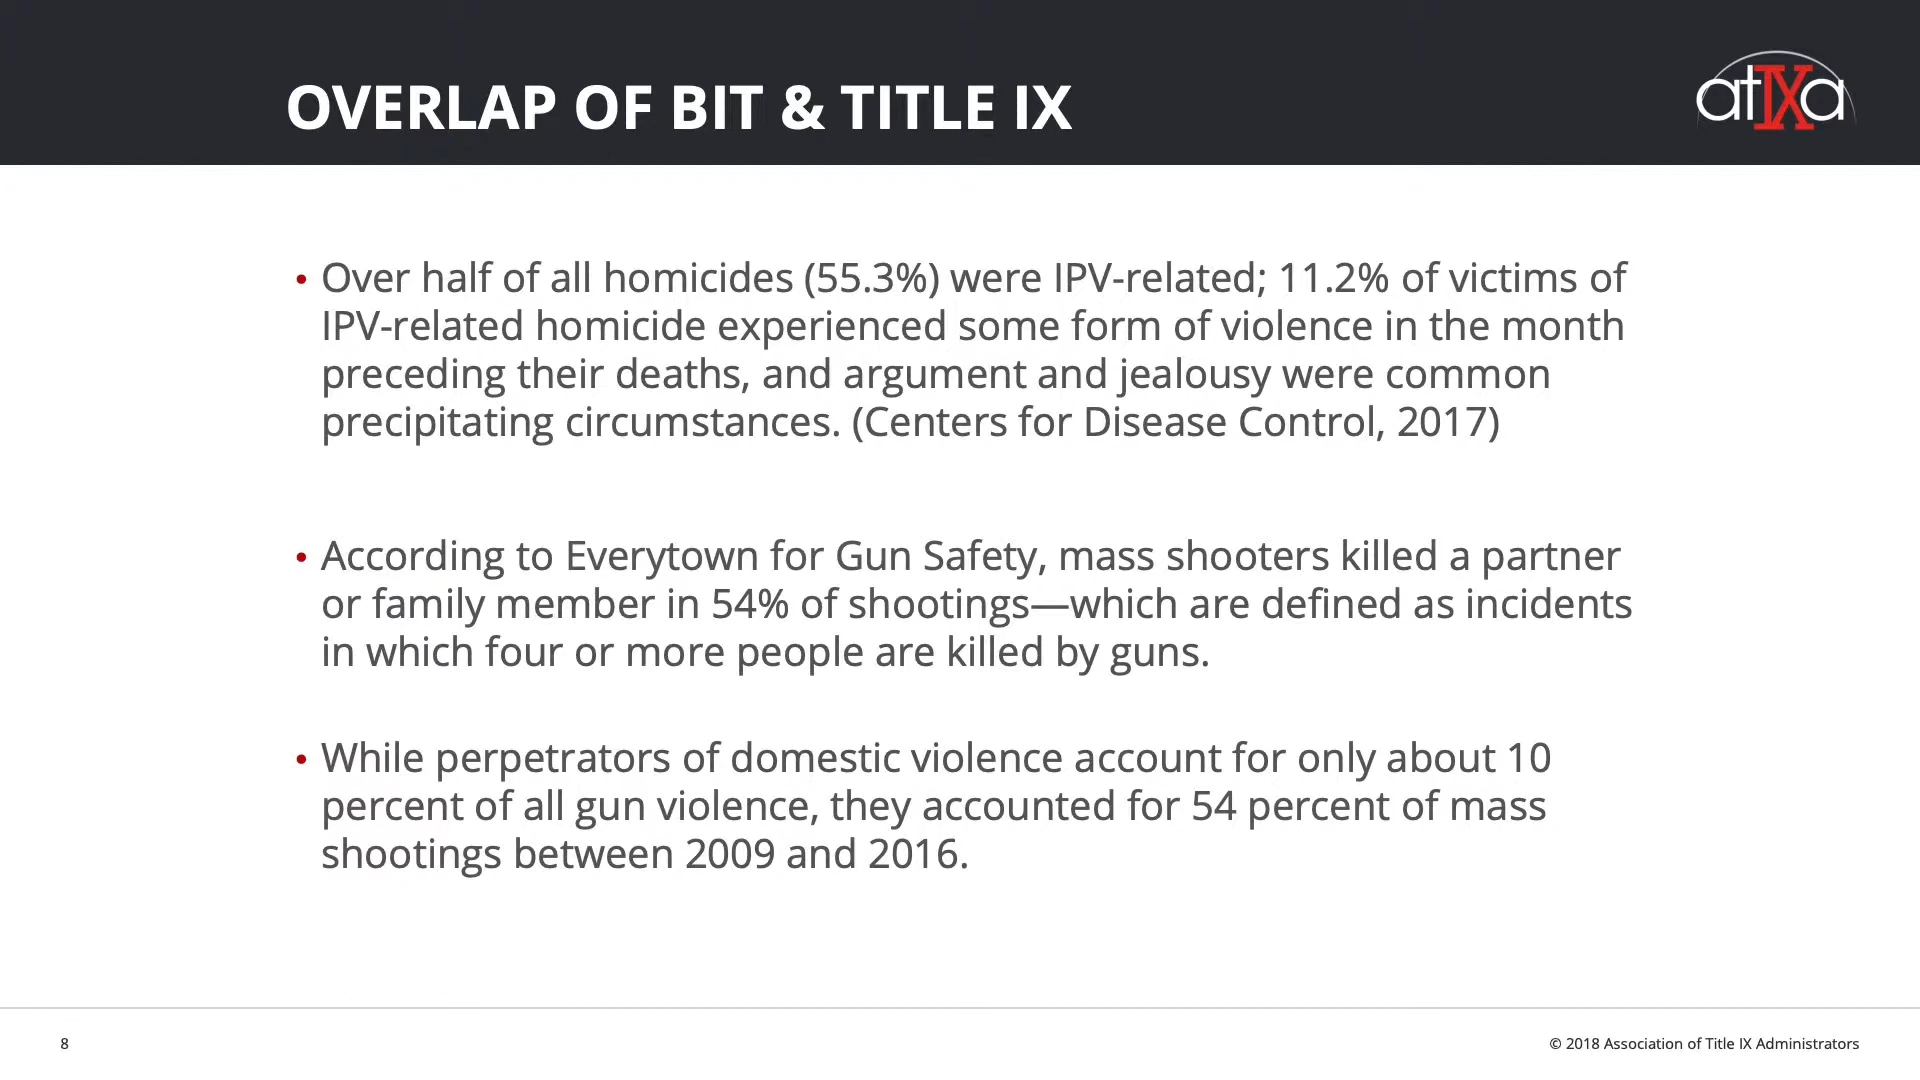 OVERLAP OF BIT & TITLE IX
atIXa
• Over half of all homicides (55.3%) were IPV-related; 11.2% of victims of
IPV-related homicide experienced some form of violence in the month
preceding their deaths, and argument and jealousy were common
precipitating circumstances. (Centers for Disease Control, 2017)
• According to Everytown for Gun Safety, mass shooters killed a partner
or family member in 54% of shootings—which are defined as incidents
in which four or more people are killed by guns.
• While perpetrators of domestic violence account for only about 10
percent of all gun violence, they accounted for 54 percent of mass
shootings between 2009 and 2016.
8
© 2018 Association of Title IX Administrators